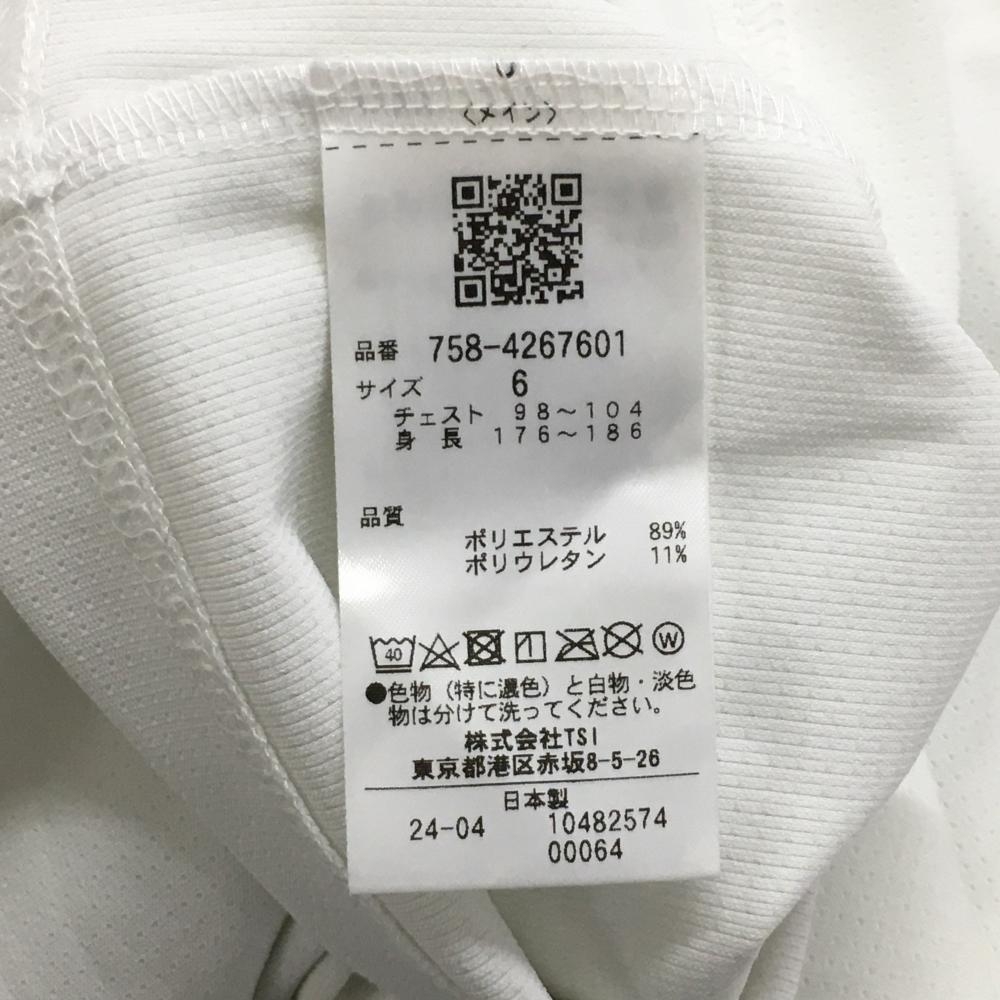 〈メイン〉
品番 758-4267601
サイズ 6
チェスト 98～104
身 長 176～186
品質
ポリエステル 89%
ポリウレタン 11%
40 W
●色物（特に濃色）と白物・淡色
物は分けて洗ってください。
株式会社TSI
東京都港区赤坂8-5-26
日本製
24-04 10482574
00064